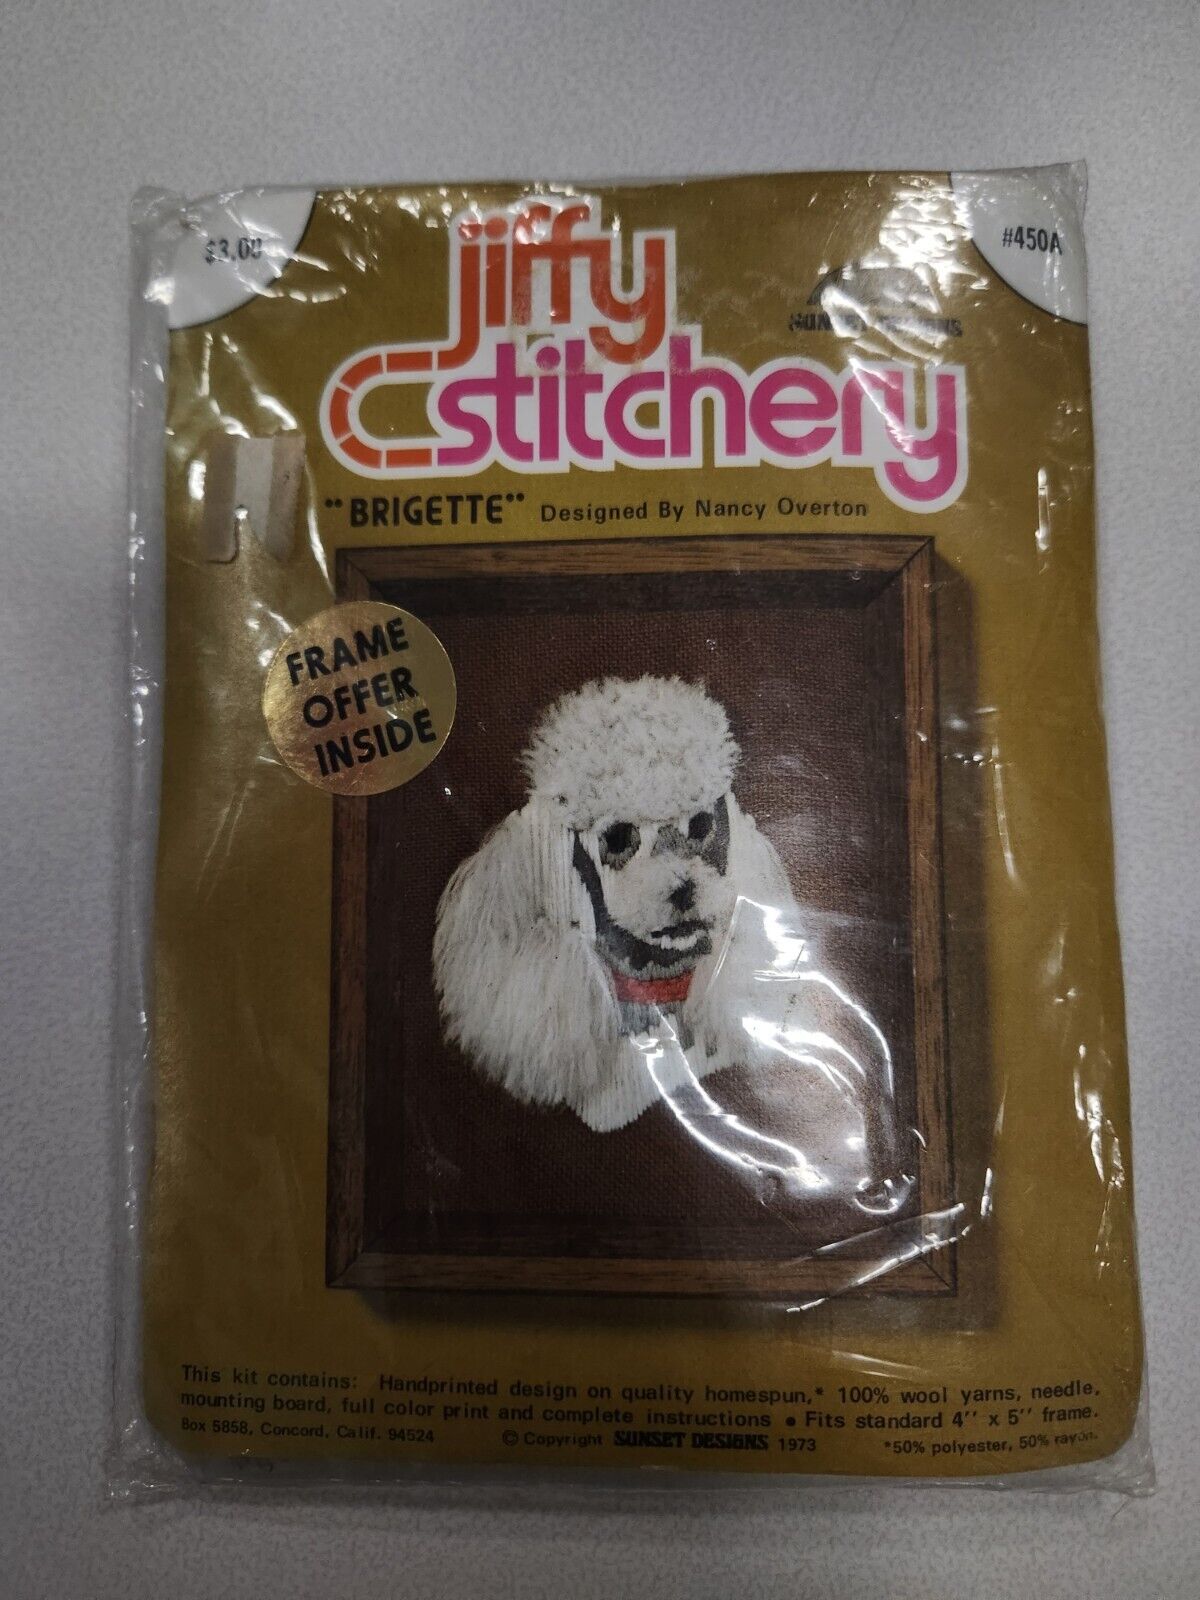 $3.00
#450A
jiffy
stitchery
SUNSET DESIGNS
"BRIGETTE" Designed By Nancy Overton
FRAME
OFFER
INSIDE
This kit contains: Handprinted design on quality homespun,* 100% wool yarns, needle,
mounting board, full color print and complete instructions • Fits standard 4'' x 5'' frame.
Box 5858, Concord, Calif. 94524 © Copyright SUNSET DESIGNS 1973 *50% polyester, 50% rayon.